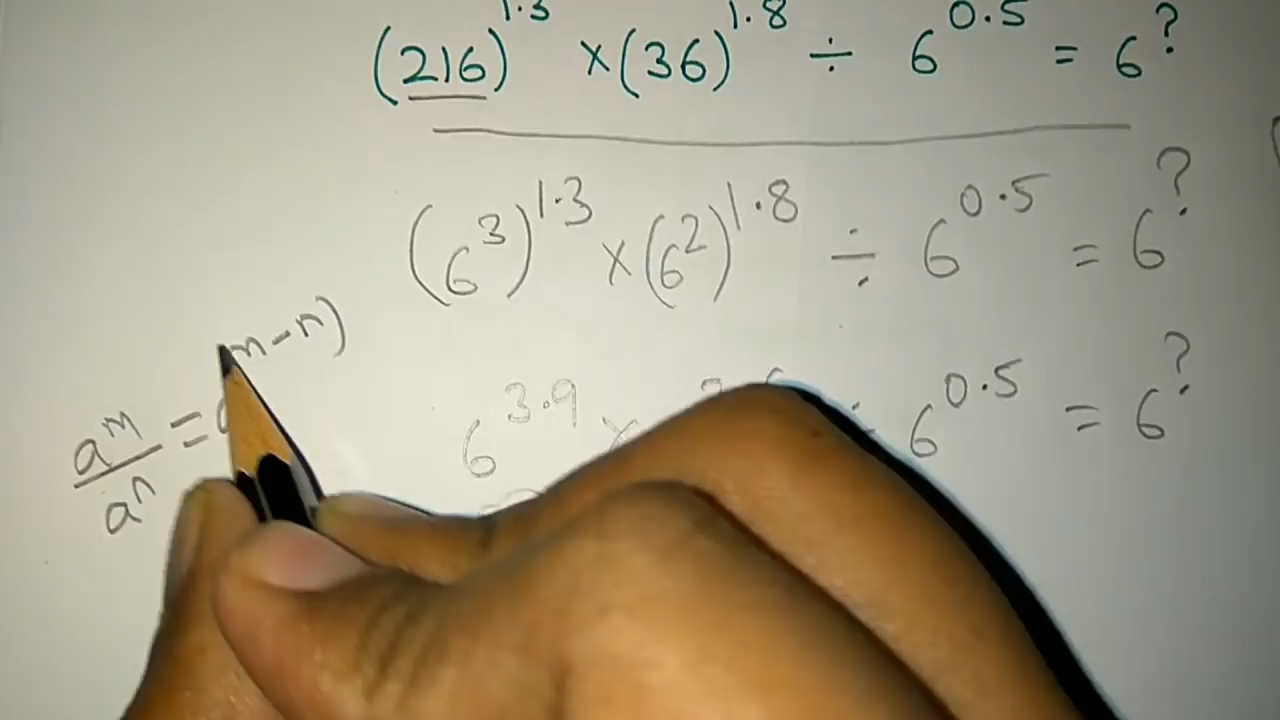 (216)^1.3 × (36)^1.8 ÷ 6^0.5 = 6^?
(6^3)^1.3 × (6^2)^1.8 ÷ 6^0.5 = 6^?
6^3.9 × ÷ 6^0.5 = 6^?
a^m/a^n = m-n)